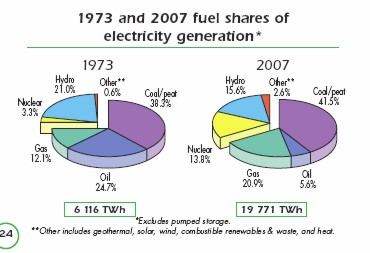 1973 and 2007 fuel shares of
electricity generation*
1973
2007
Hydro
21.0%
Other**
0.6%
Coal/peat
38.3%
Nuclear
3.3%
Gas
12.1%
Oil
24.7%
Hydro
15.6%
Other**
2.6%
Coal/peat
41.5%
Nuclear
13.8%
Gas
20.9%
Oil
5.6%
6 116 TWh
19 771 TWh
*Excludes pumped storage.
**Other includes geothermal, solar, wind, combustible renewables & waste, and heat.
24